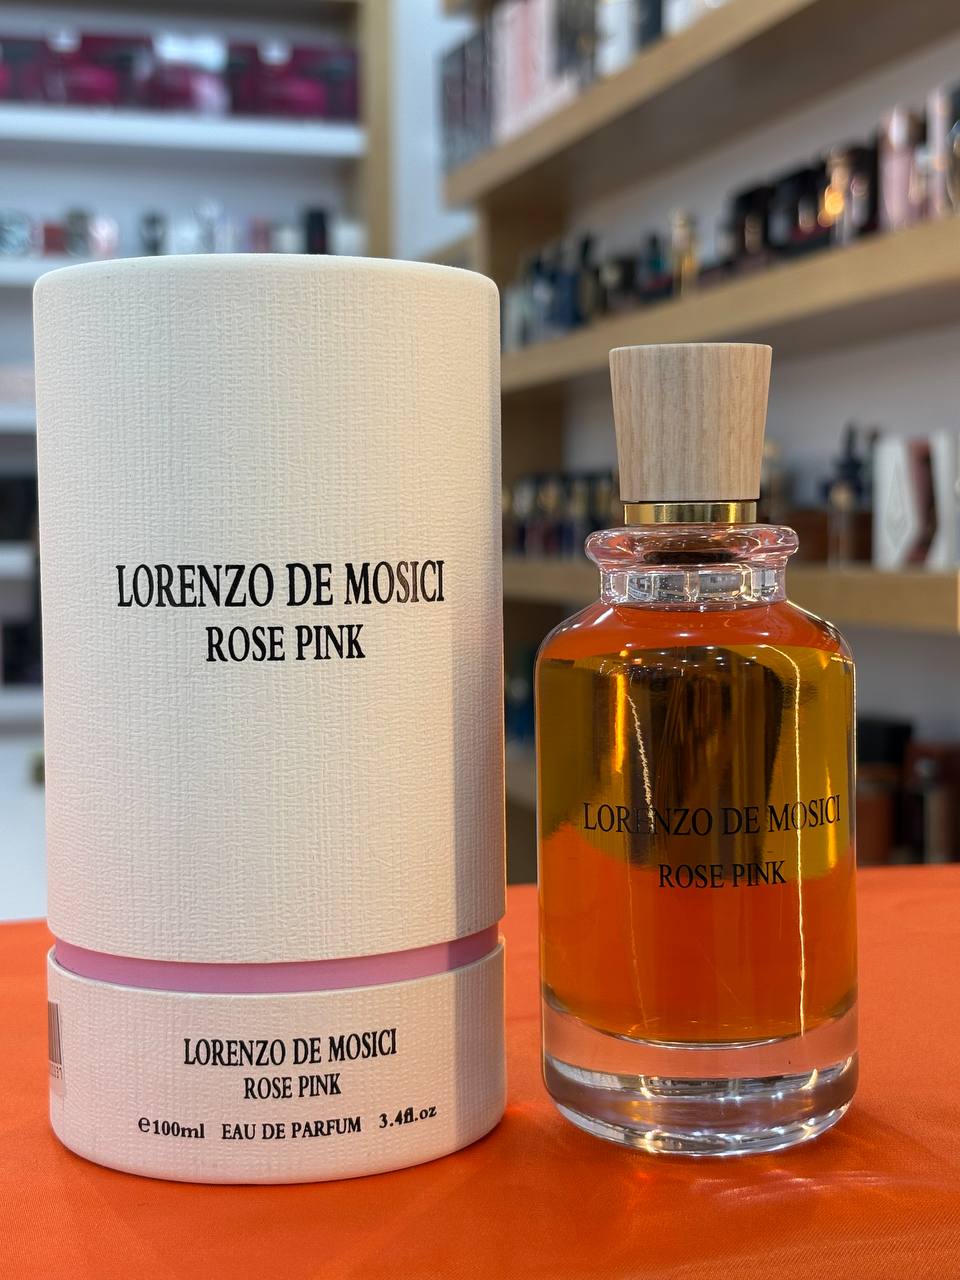 LORENZO DE MOSICI
ROSE PINK
LORENZO DE MOSICI
ROSE PINK
℮100ml EAU DE PARFUM 3.4fl.oz
LORENZO DE MOSICI
ROSE PINK